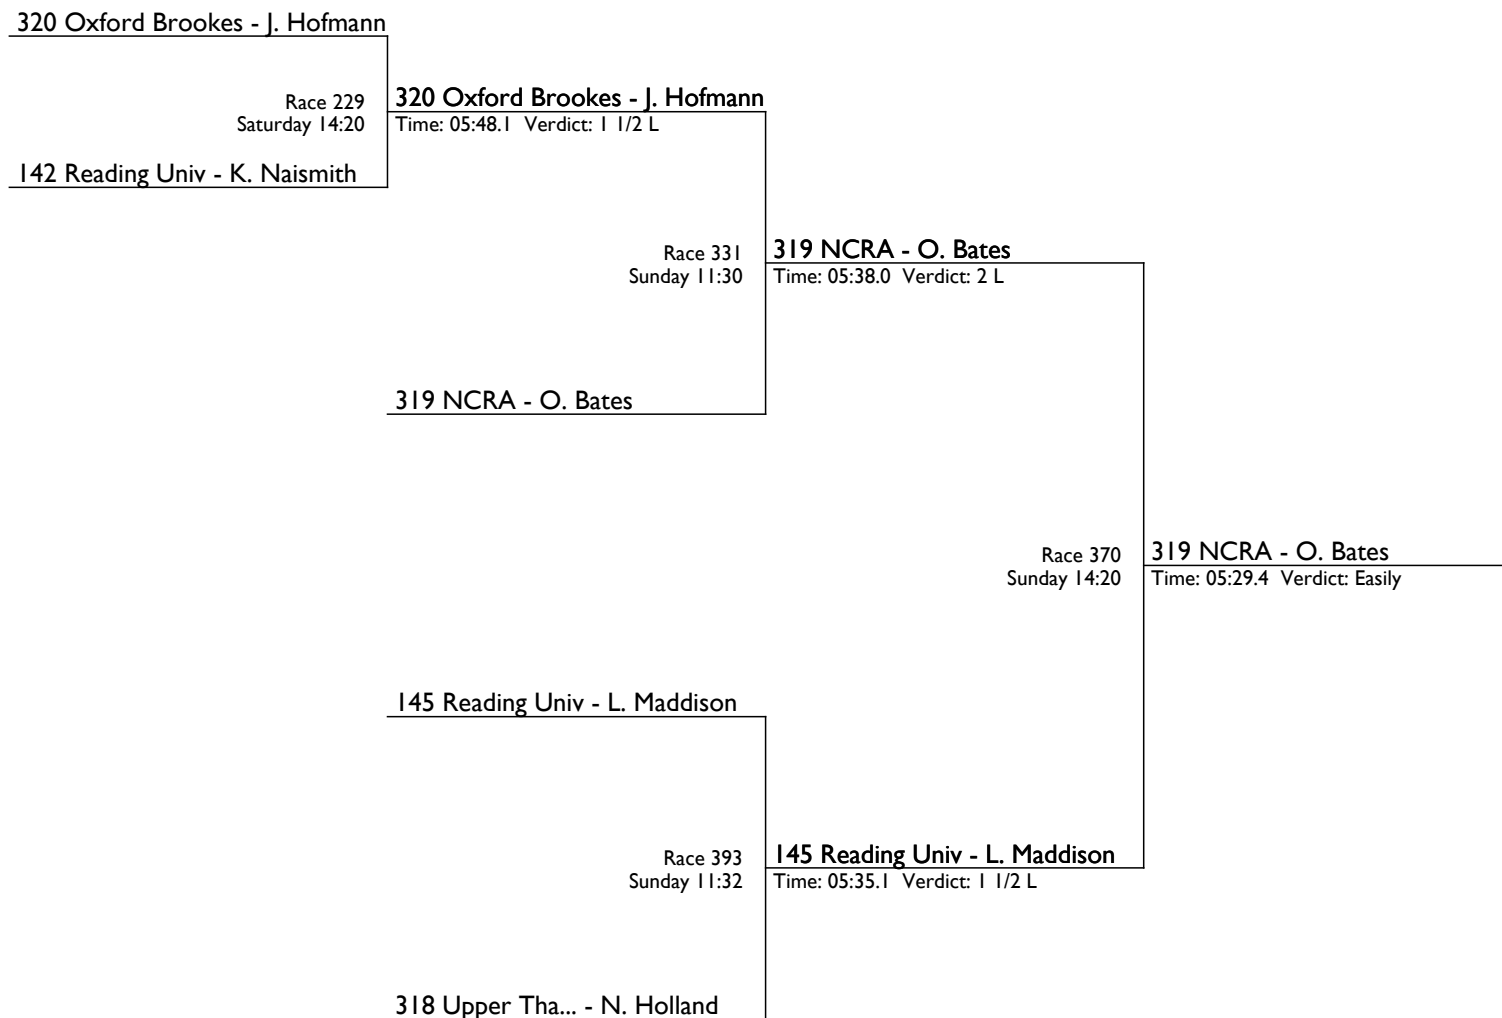 320 Oxford Brookes - J. Hofmann
Race 229
Saturday 14:20
320 Oxford Brookes - J. Hofmann
Time: 05:48.1 Verdict: 1 1/2 L
142 Reading Univ - K. Naismith
Race 331
Sunday 11:30
319 NCRA - O. Bates
Time: 05:38.0 Verdict: 2 L
319 NCRA - O. Bates
Race 370
Sunday 14:20
319 NCRA - O. Bates
Time: 05:29.4 Verdict: Easily
145 Reading Univ - L. Maddison
Race 393
Sunday 11:32
145 Reading Univ - L. Maddison
Time: 05:35.1 Verdict: 1 1/2 L
318 Upper Tha... - N. Holland